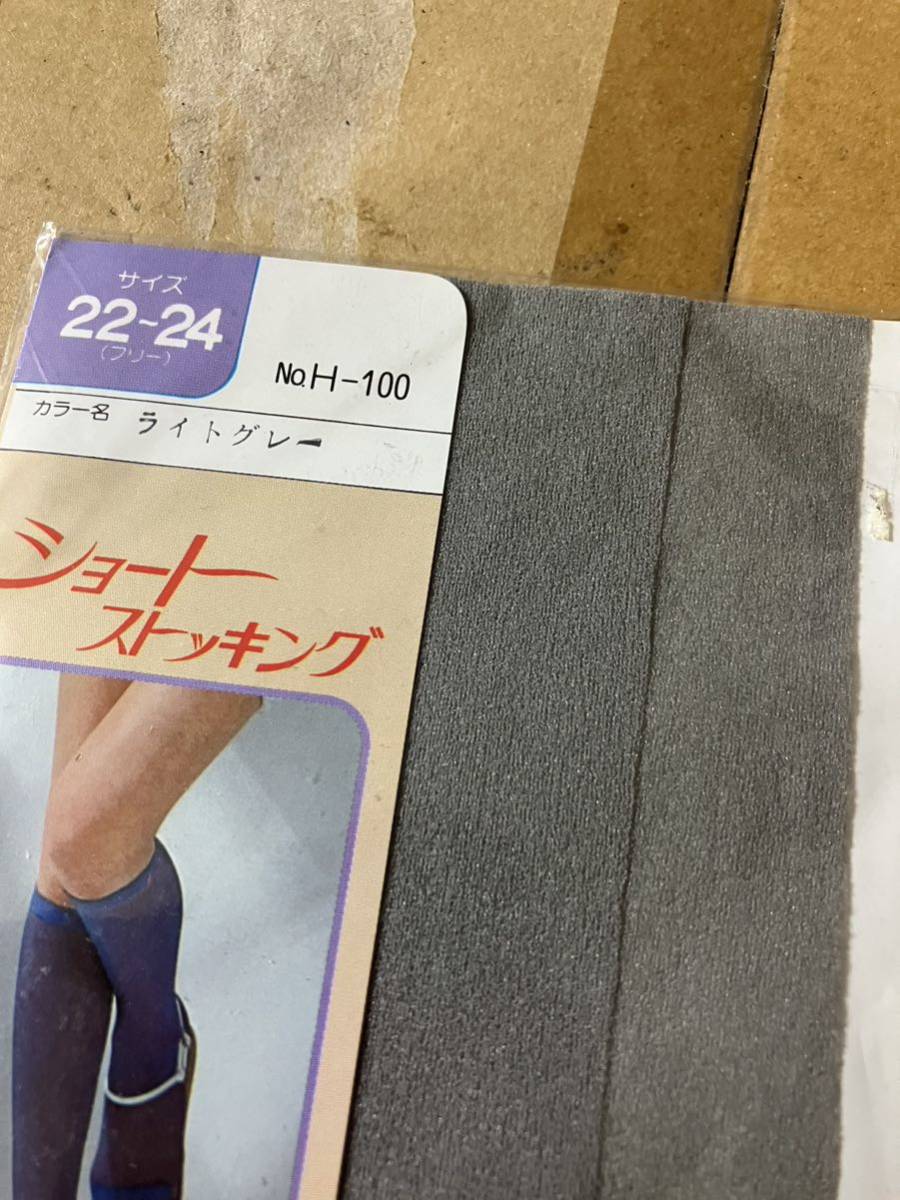 サイズ
22~24
(フリー)
No.H-100
カラー名 ライトグレー
ショート
ストッキング